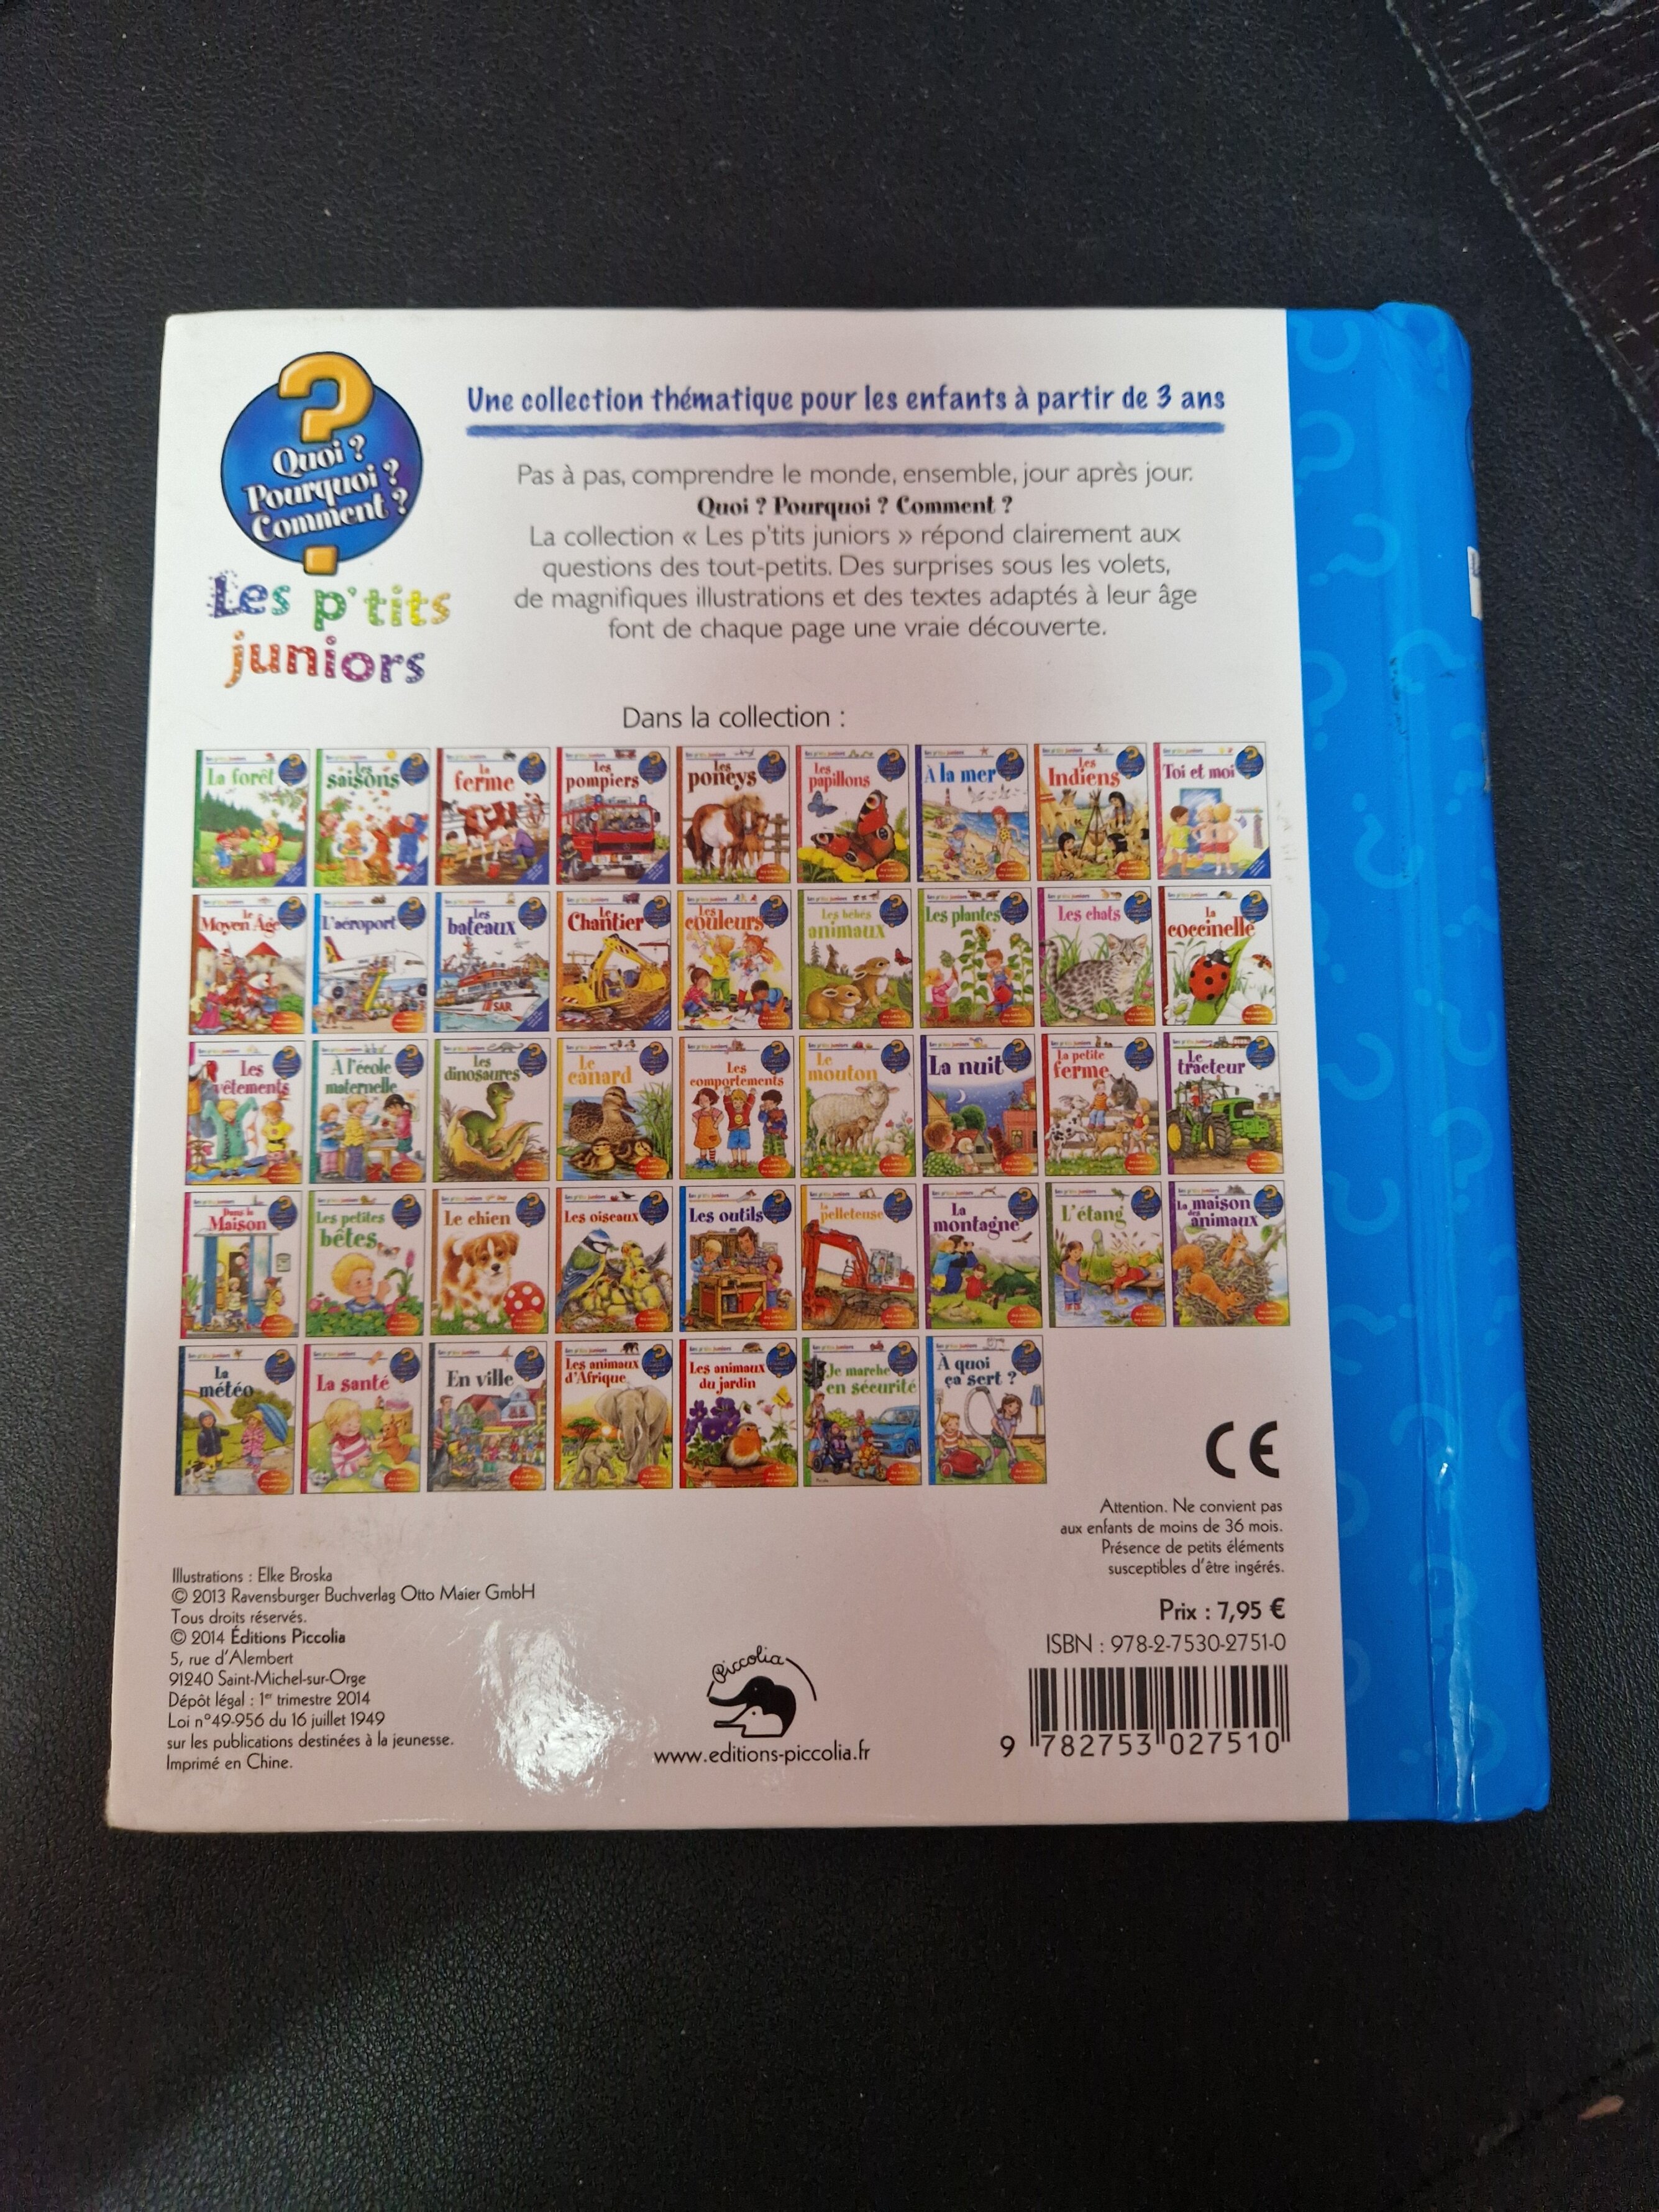 ?
Quoi ?
Pourquoi ?
Comment ?
Les p'tits
juniors
Une collection thématique pour les enfants à partir de 3 ans
Pas à pas, comprendre le monde, ensemble, jour après jour.
Quoi ? Pourquoi ? Comment ?
La collection « Les p'tits juniors » répond clairement aux
questions des tout-petits. Des surprises sous les volets,
de magnifiques illustrations et des textes adaptés à leur âge
font de chaque page une vraie découverte.
Dans la collection :
La forêt
Les saisons
La ferme
Les pompiers
Les poneys
Les papillons
À la mer
Les Indiens
Toi et moi
le Moyen Âge
L'aéroport
Les bateaux
SAR
Le Chantier
Les couleurs
Les bébés animaux
Les plantes
Les chats
La coccinelle
Les vêtements
À l'école maternelle
Les dinosaures
Le canard
Les comportements
Le mouton
La nuit
La petite ferme
Le tracteur
Dans la Maison
Les petites bêtes
Le chien
Les oiseaux
Les outils
La pelleteuse
La montagne
L'étang
La maison des animaux
La météo
La santé
En ville
Les animaux d'Afrique
Les animaux du jardin
Je marche en sécurité
À quoi ça sert ?
CE
Attention. Ne convient pas
aux enfants de moins de 36 mois.
Présence de petits éléments
susceptibles d'être ingérés.
Illustrations : Elke Broska
© 2013 Ravensburger Buchverlag Otto Maier GmbH
Tous droits réservés.
© 2014 Éditions Piccolia
5, rue d'Alembert
91240 Saint-Michel-sur-Orge
Dépôt légal : 1er trimestre 2014
Loi n°49-956 du 16 juillet 1949
sur les publications destinées à la jeunesse.
Imprimé en Chine.
Piccolia
www.editions-piccolia.fr
Prix : 7,95 €
ISBN : 978-2-7530-2751-0
9 782753 027510